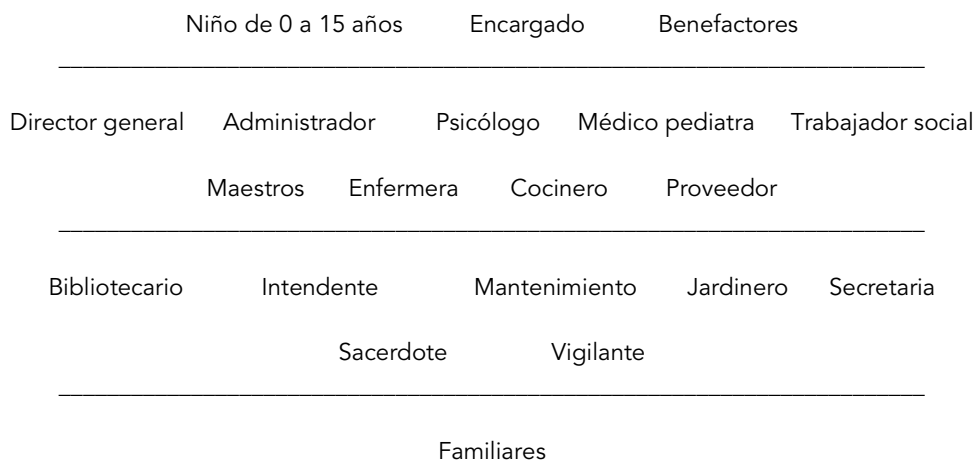 Niño de 0 a 15 años Encargado Benefactores
Director general Administrador Psicólogo Médico pediatra Trabajador social
Maestros Enfermera Cocinero Proveedor
Bibliotecario Intendente Mantenimiento Jardinero Secretaria
Sacerdote Vigilante
Familiares